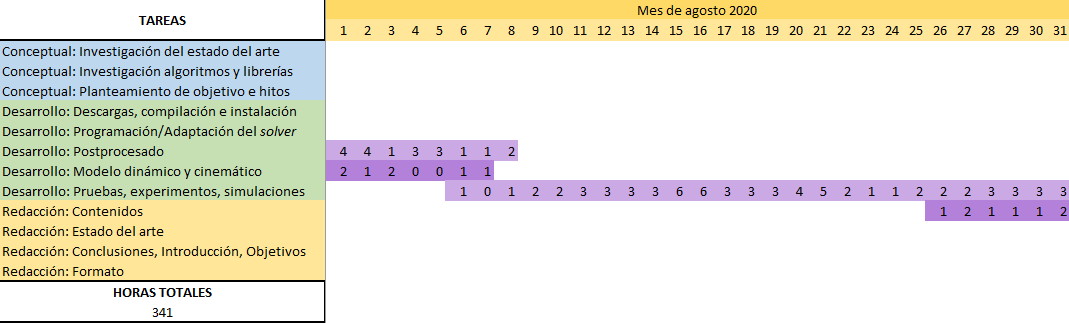 TAREAS
Mes de agosto 2020
1 2 3 4 5 6 7 8 9 10 11 12 13 14 15 16 17 18 19 20 21 22 23 24 25 26 27 28 29 30 31
Conceptual: Investigación del estado del arte
Conceptual: Investigación algoritmos y librerías
Conceptual: Planteamiento de objetivo e hitos
Desarrollo: Descargas, compilación e instalación
Desarrollo: Programación/Adaptación del solver
Desarrollo: Postprocesado 4 4 1 3 3 1 1 2
Desarrollo: Modelo dinámico y cinemático 2 1 2 0 0 1 1
Desarrollo: Pruebas, experimentos, simulaciones 1 0 1 2 2 3 3 3 3 6 6 3 3 3 4 5 2 1 1 2 2 2 3 3 3 3
Redacción: Contenidos 1 2 1 1 1 2
Redacción: Estado del arte
Redacción: Conclusiones, Introducción, Objetivos
Redacción: Formato
HORAS TOTALES
341